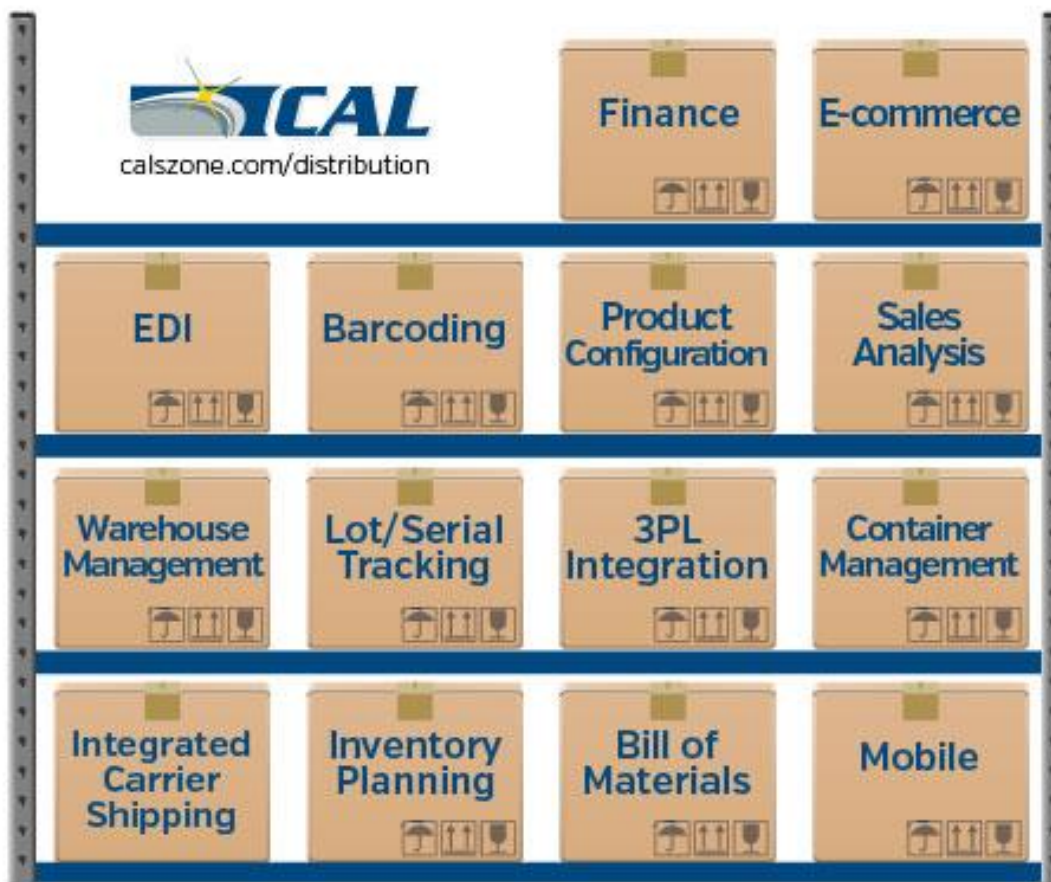 CAL
calszone.com/distribution
Finance
E-commerce
EDI
Barcoding
Product
Configuration
Sales
Analysis
Warehouse
Management
Lot/Serial
Tracking
3PL
Integration
Container
Management
Integrated
Carrier
Shipping
Inventory
Planning
Bill of
Materials
Mobile